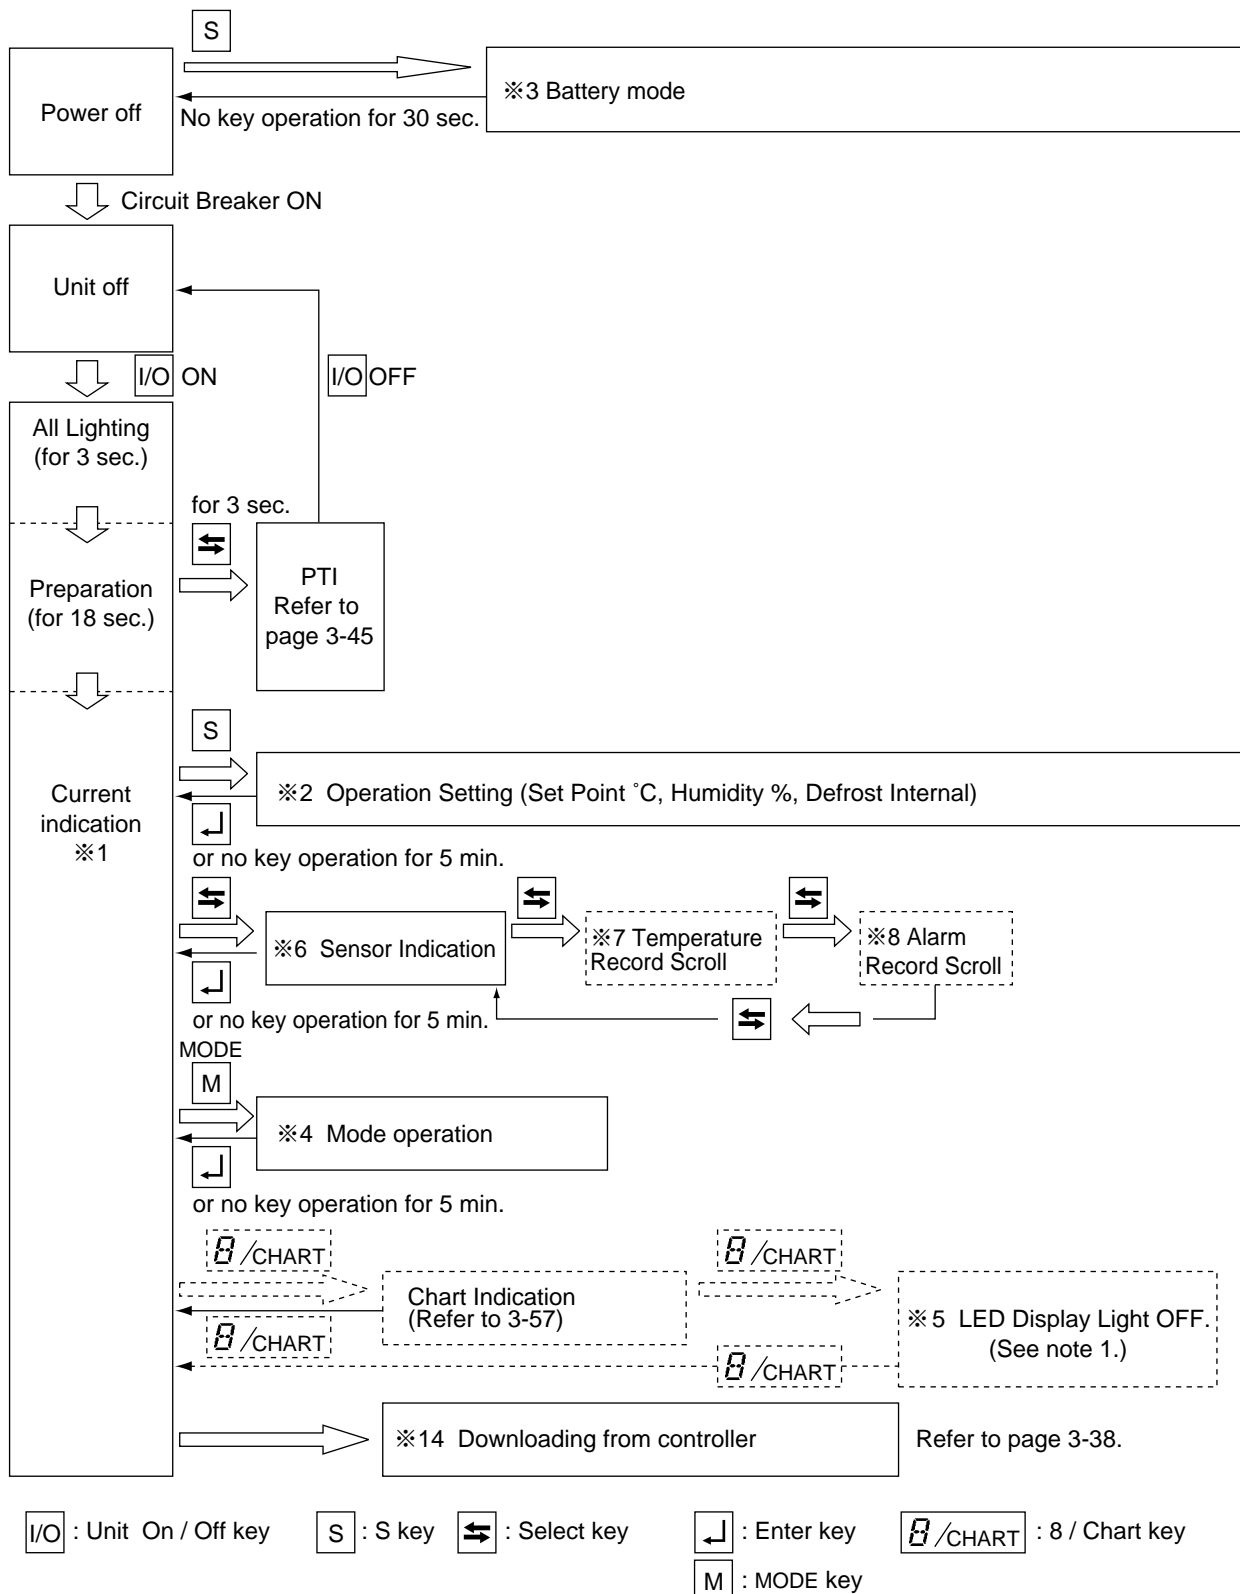 S
Power off
※3 Battery mode
No key operation for 30 sec.
Circuit Breaker ON
Unit off
I/O ON
I/O OFF
All Lighting
(for 3 sec.)
for 3 sec.
Preparation
(for 18 sec.)
PTI
Refer to
page 3-45
S
Current
indication
※1
※2 Operation Setting (Set Point ˚C, Humidity %, Defrost Internal)
or no key operation for 5 min.
※6 Sensor Indication
※7 Temperature
Record Scroll
※8 Alarm
Record Scroll
or no key operation for 5 min.
MODE
M
※4 Mode operation
or no key operation for 5 min.
8/CHART
8/CHART
Chart Indication
(Refer to 3-57)
※5 LED Display Light OFF.
(See note 1.)
8/CHART
8/CHART
※14 Downloading from controller
Refer to page 3-38.
I/O : Unit On / Off key
S : S key
: Select key
: Enter key
8/CHART : 8 / Chart key
M : MODE key